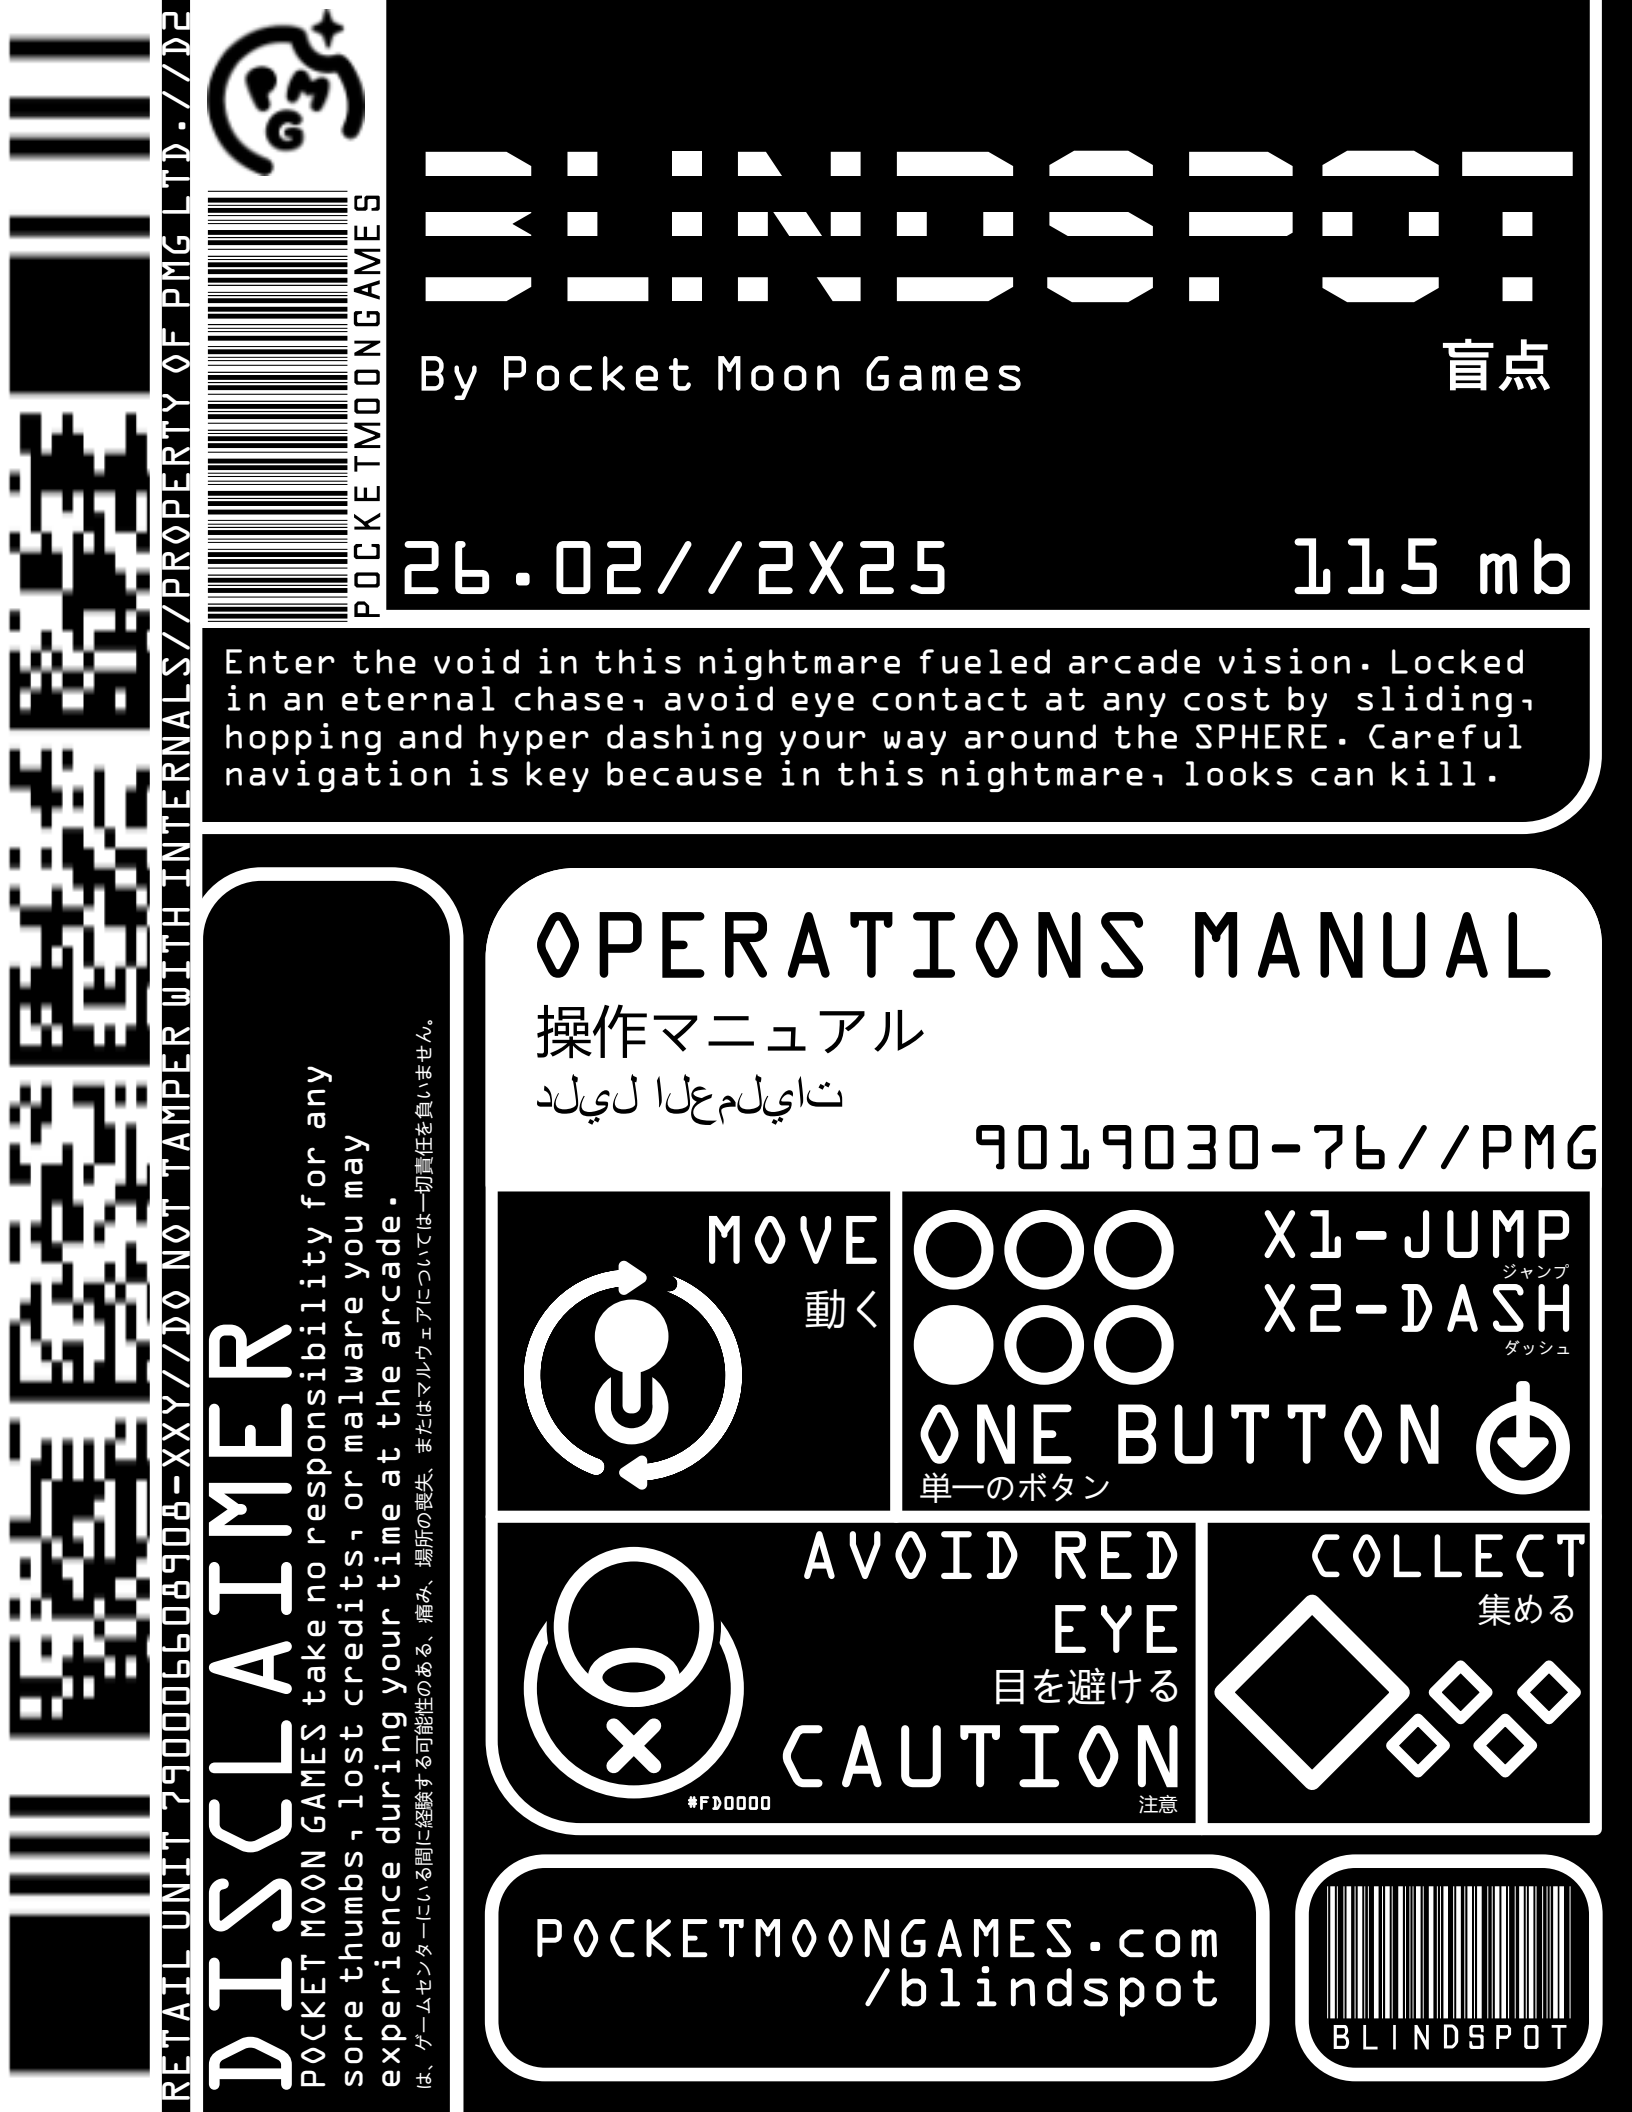 PMG
POCKETMOONGAMES
BLINDSPOT
By Pocket Moon Games
盲点
26.02//2X25
115 mb
Enter the void in this nightmare fueled arcade vision. Locked
in an eternal chase, avoid eye contact at any cost by sliding,
hopping and hyper dashing your way around the SPHERE. Careful
navigation is key because in this nightmare, looks can kill.
RETAIL UNIT 7900066089908-XXY//DO NOT TAMPER WITH INTERNALS//PROPERTY OF PMG LTD.//D2
DISCLAIMER
POCKET MOON GAMES take no responsibility for any
sore thumbs, lost credits, or malware you may
experience during your time at the arcade.
は、ゲームセンターにいる間に経験する可能性のある、痛み、場所の喪失、またはマルウェアについては一切責任を負いません。
OPERATIONS MANUAL
操作マニュアル
دليل العمليات
9019030-76//PMG
MOVE
動く
X1-JUMP
ジャンプ
X2-DASH
ダッシュ
ONE BUTTON
単一のボタン
AVOID RED
EYE
目を避ける
CAUTION
注意
#FD0000
COLLECT
集める
POCKETMOONGAMES.com
/blindspot
BLINDSPOT